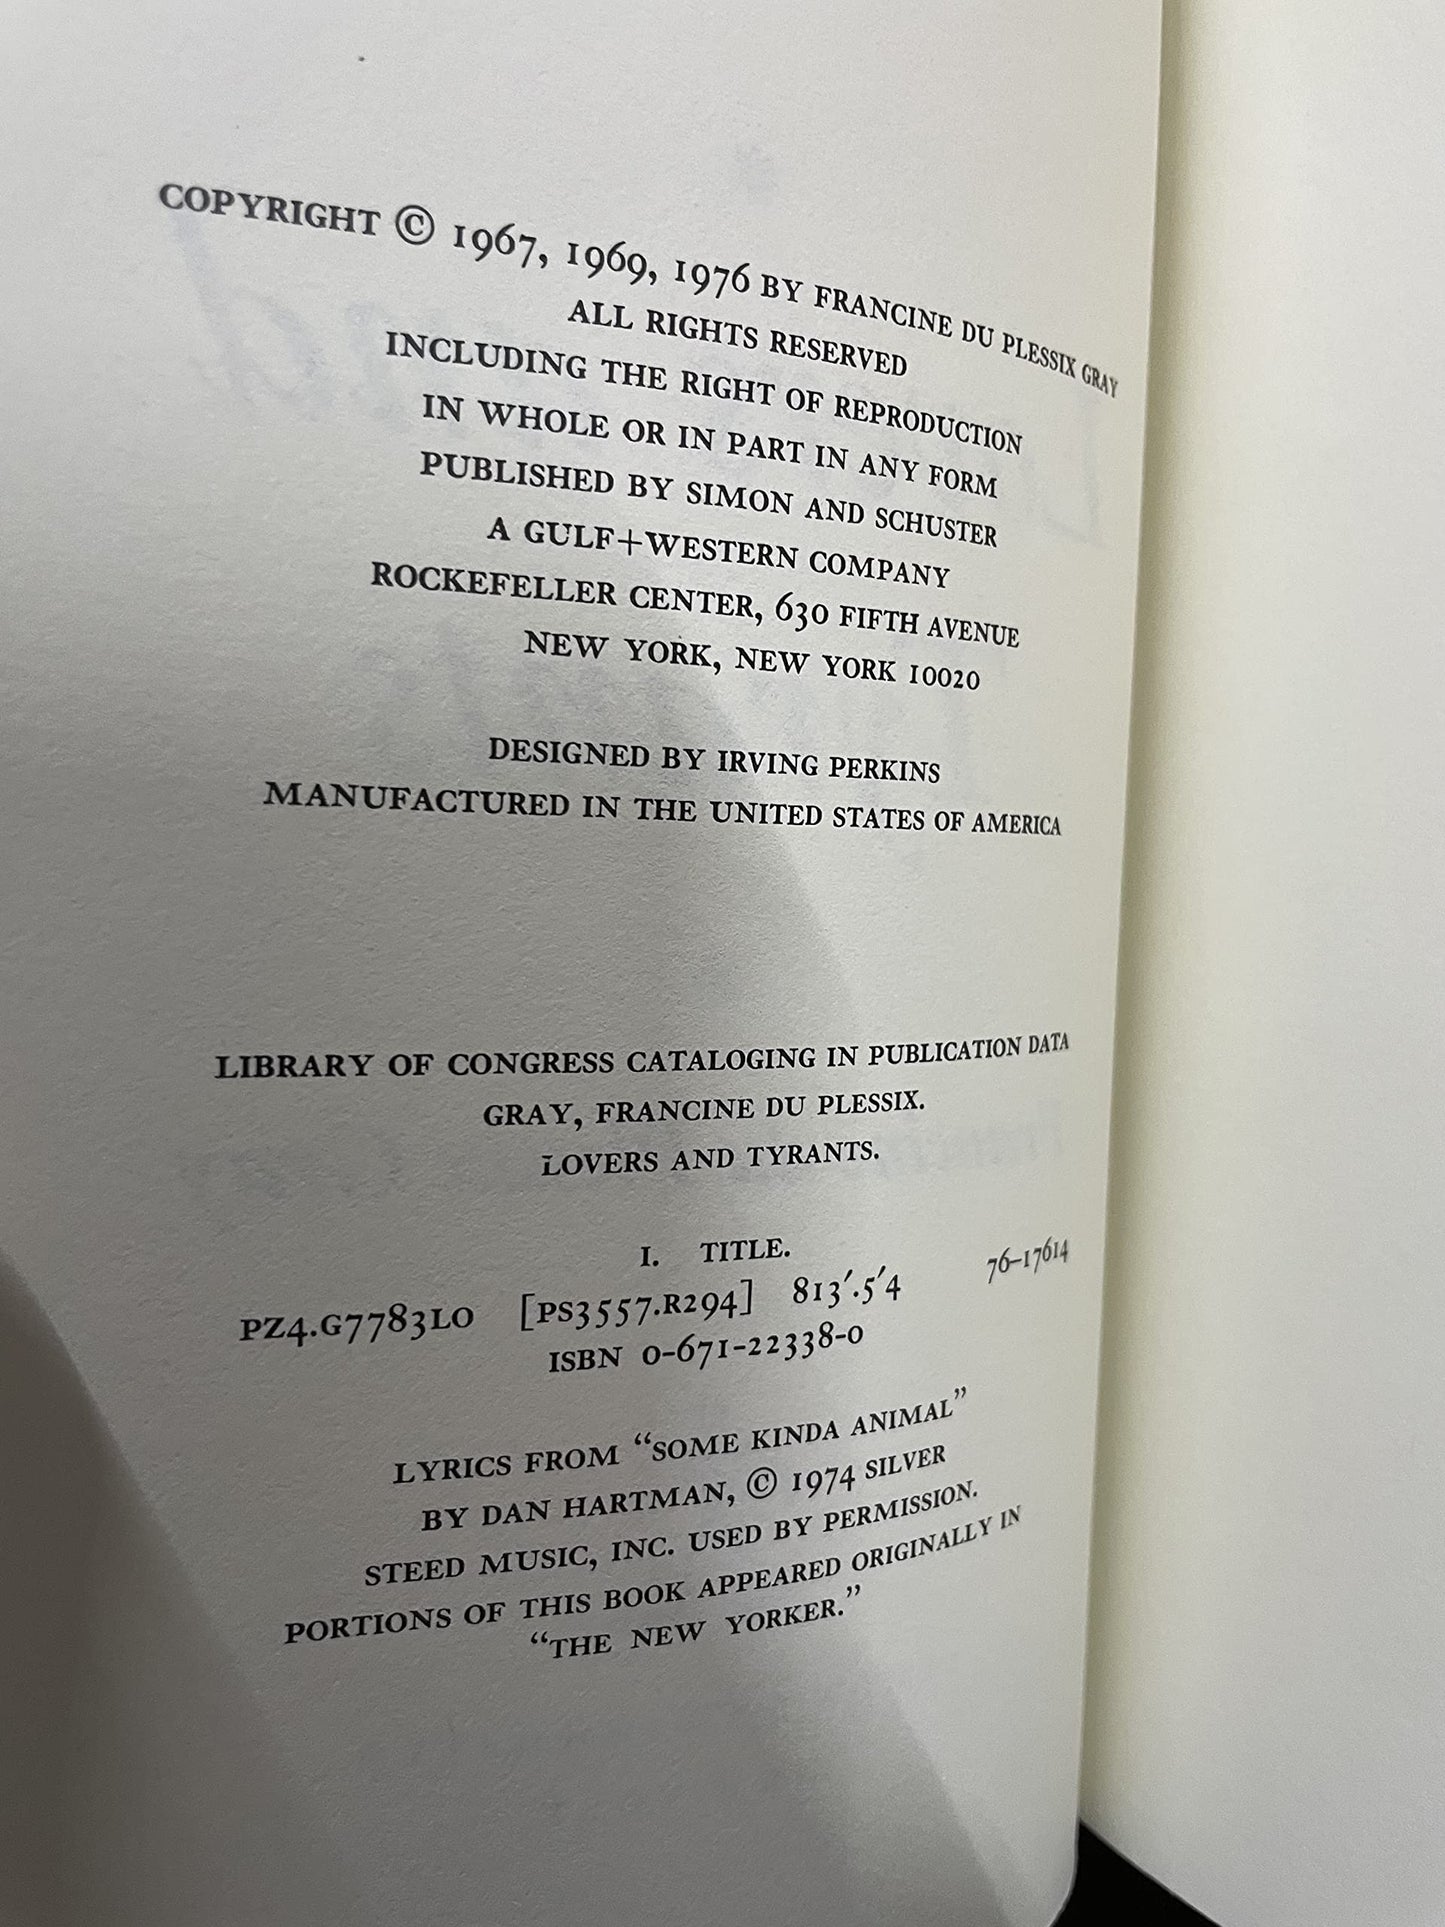 COPYRIGHT © 1967, 1969, 1976 BY FRANCINE DU PLESSIX GRAY
ALL RIGHTS RESERVED
INCLUDING THE RIGHT OF REPRODUCTION
IN WHOLE OR IN PART IN ANY FORM
PUBLISHED BY SIMON AND SCHUSTER
A GULF+WESTERN COMPANY
ROCKEFELLER CENTER, 630 FIFTH AVENUE
NEW YORK, NEW YORK 10020
DESIGNED BY IRVING PERKINS
MANUFACTURED IN THE UNITED STATES OF AMERICA
LIBRARY OF CONGRESS CATALOGING IN PUBLICATION DATA
GRAY, FRANCINE DU PLESSIX.
LOVERS AND TYRANTS.
I. TITLE.
PZ4.G7783LO [PS3557.R294] 813'.5'4 76-17614
ISBN 0-671-22338-0
LYRICS FROM “SOME KINDA ANIMAL”
BY DAN HARTMAN, © 1974 SILVER
STEED MUSIC, INC. USED BY PERMISSION.
PORTIONS OF THIS BOOK APPEARED ORIGINALLY IN
“THE NEW YORKER.”